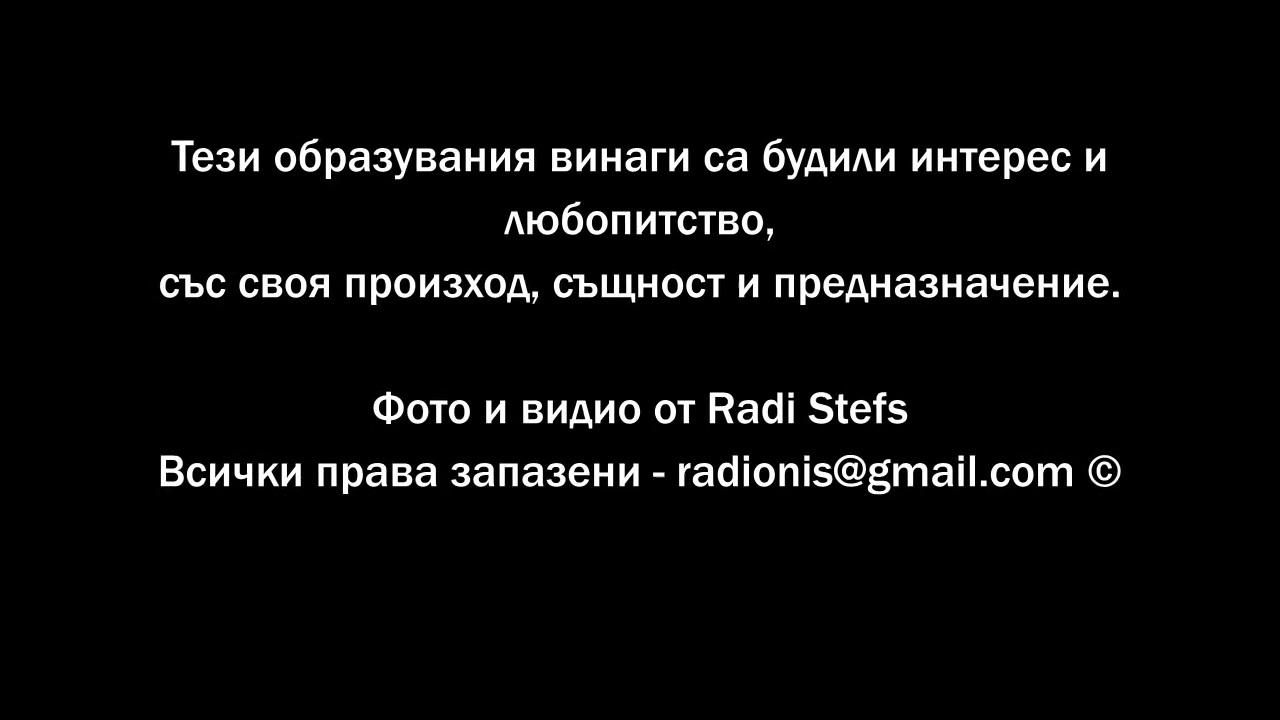 Тези образувания винаги са будили интерес и
любопитство,
със своя произход, същност и предназначение.
Фото и видио от Radi Stefs
Всички права запазени - radionis@gmail.com ©